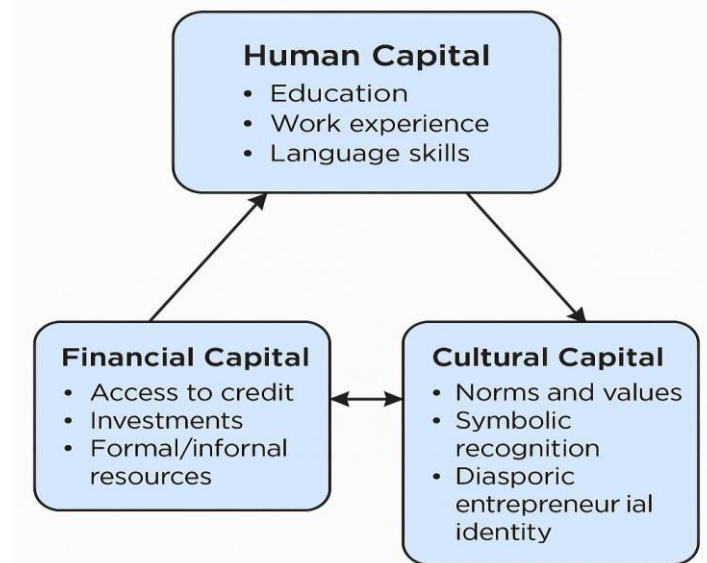 Human Capital
• Education
• Work experience
• Language skills
Financial Capital
• Access to credit
• Investments
• Formal/infornal
resources
Cultural Capital
• Norms and values
• Symbolic
recognition
• Diasporic
entrepreneur ial
identity